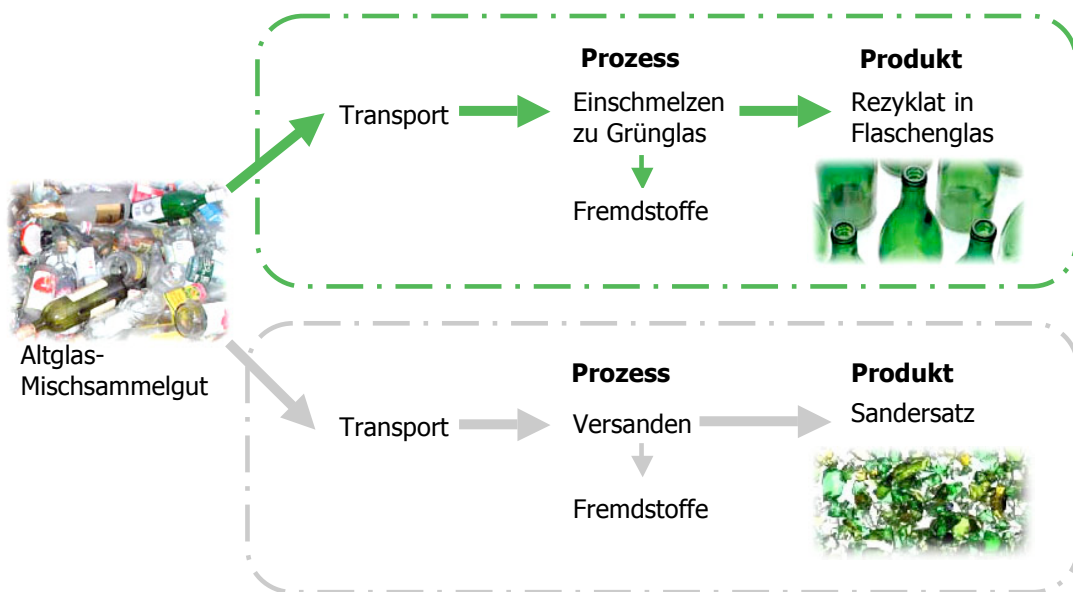 Prozess
Produkt
Transport
Einschmelzen
zu Grünglas
Rezyklat in
Flaschenglas
Fremdstoffe
Altglas-
Mischsammelgut
Prozess
Produkt
Transport
Versanden
Sandersatz
Fremdstoffe